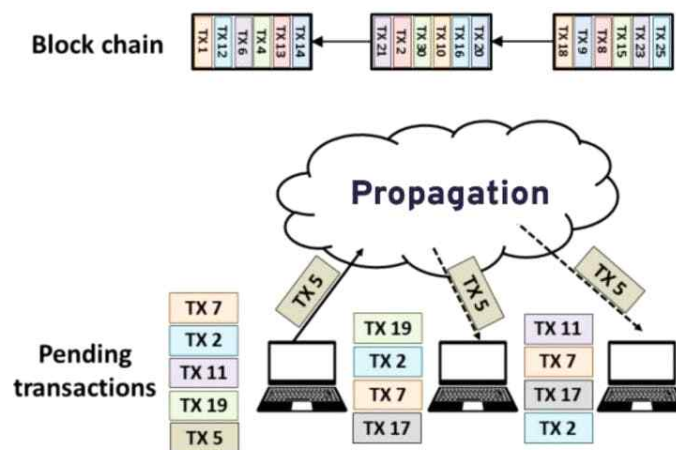 Block chain
TX 1
TX 12
TX 6
TX 4
TX 13
TX 14
TX 21
TX 2
TX 30
TX 10
TX 16
TX 20
TX 18
TX 9
TX 8
TX 15
TX 23
TX 25
Propagation
TX 5
TX 5
TX 5
Pending
transactions
TX 7
TX 2
TX 11
TX 19
TX 5
TX 19
TX 2
TX 7
TX 17
TX 11
TX 7
TX 17
TX 2